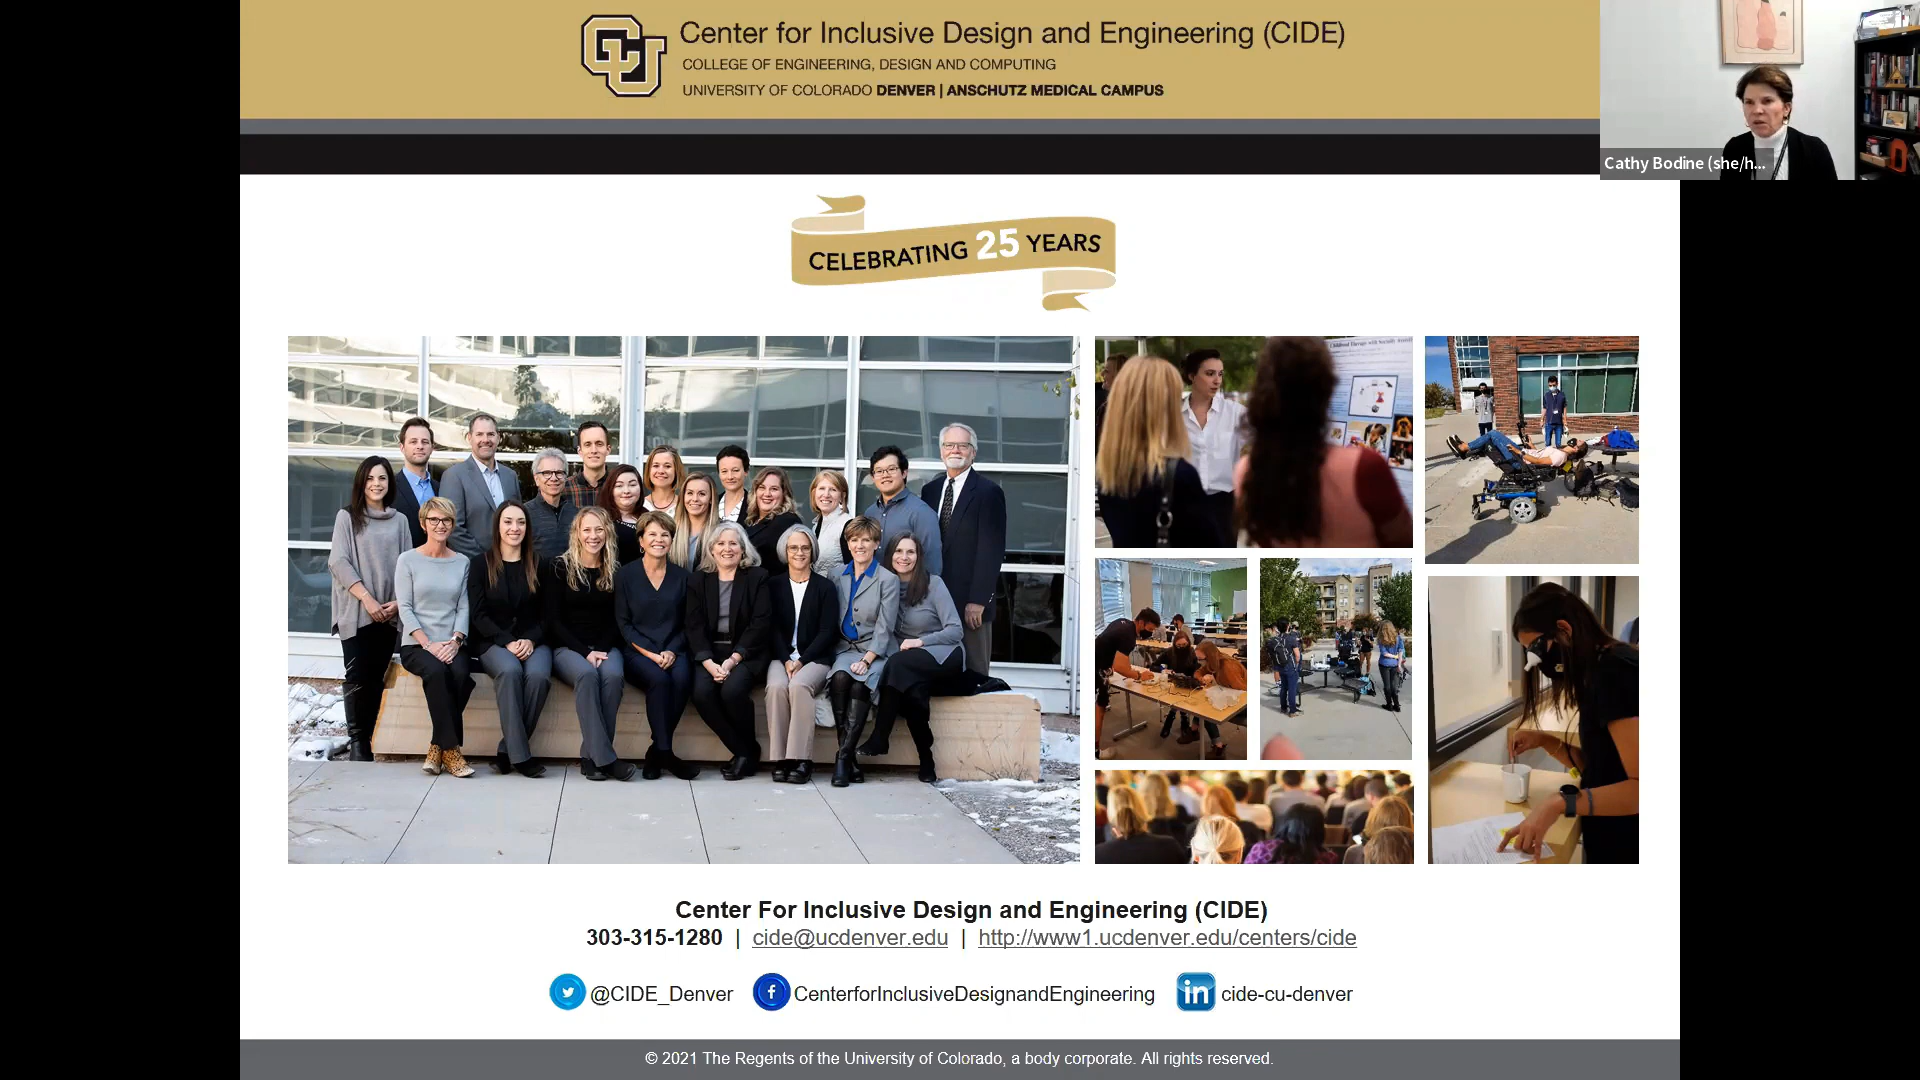 Center for Inclusive Design and Engineering (CIDE)
COLLEGE OF ENGINEERING, DESIGN AND COMPUTING
UNIVERSITY OF COLORADO DENVER | ANSCHUTZ MEDICAL CAMPUS
CU
Cathy Bodine (she/h...
CELEBRATING 25 YEARS
Center For Inclusive Design and Engineering (CIDE)
303-315-1280 | cide@ucdenver.edu | http://www1.ucdenver.edu/centers/cide
@CIDE_Denver CenterforInclusiveDesignandEngineering cide-cu-denver
© 2021 The Regents of the University of Colorado, a body corporate. All rights reserved.